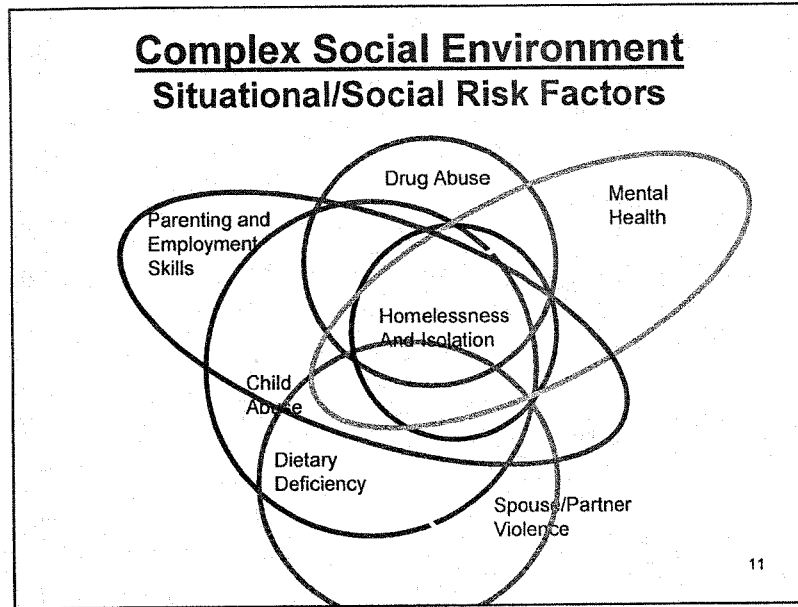 Complex Social Environment
Situational/Social Risk Factors
Drug Abuse
Mental
Health
Parenting and
Employment
Skills
Homelessness
And Isolation
Child
Abuse
Dietary
Deficiency
Spouse/Partner
Violence
11